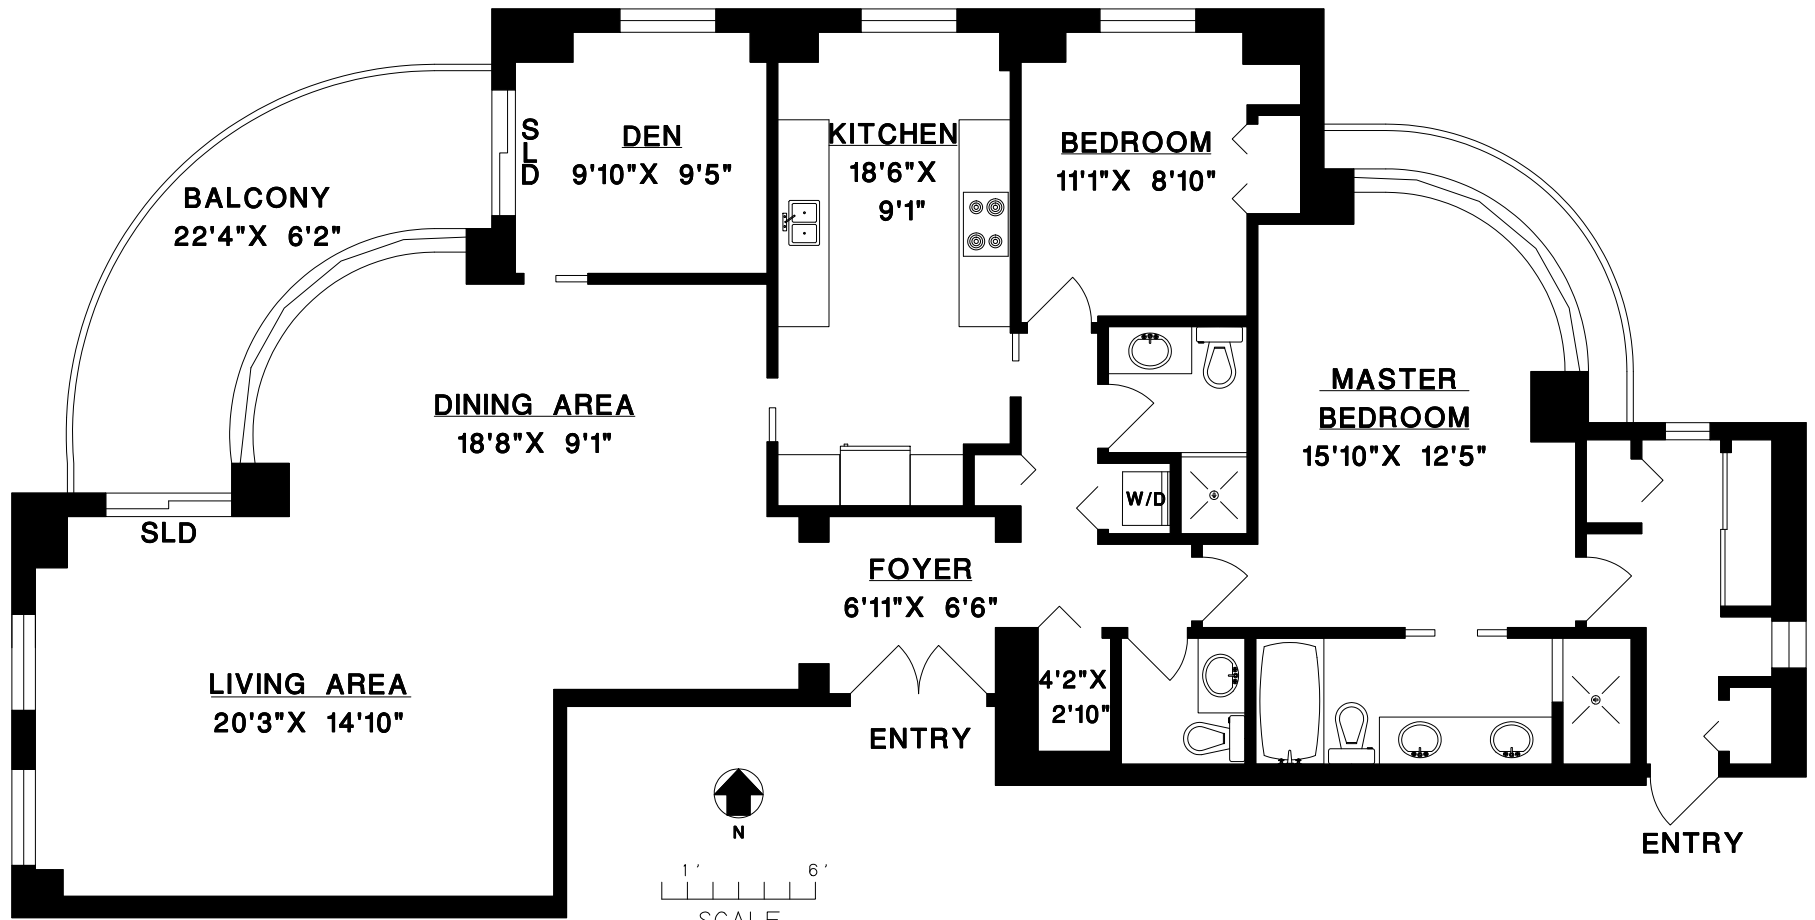 BALCONY
22'4"X 6'2"
SLD
DEN
9'10"X 9'5"
KITCHEN
18'6"X
9'1"
BEDROOM
11'1"X 8'10"
DINING AREA
18'8"X 9'1"
MASTER
BEDROOM
15'10"X 12'5"
W/D
SLD
FOYER
6'11"X 6'6"
LIVING AREA
20'3"X 14'10"
4'2"X
2'10"
ENTRY
N
ENTRY
1' 6'
SCALE